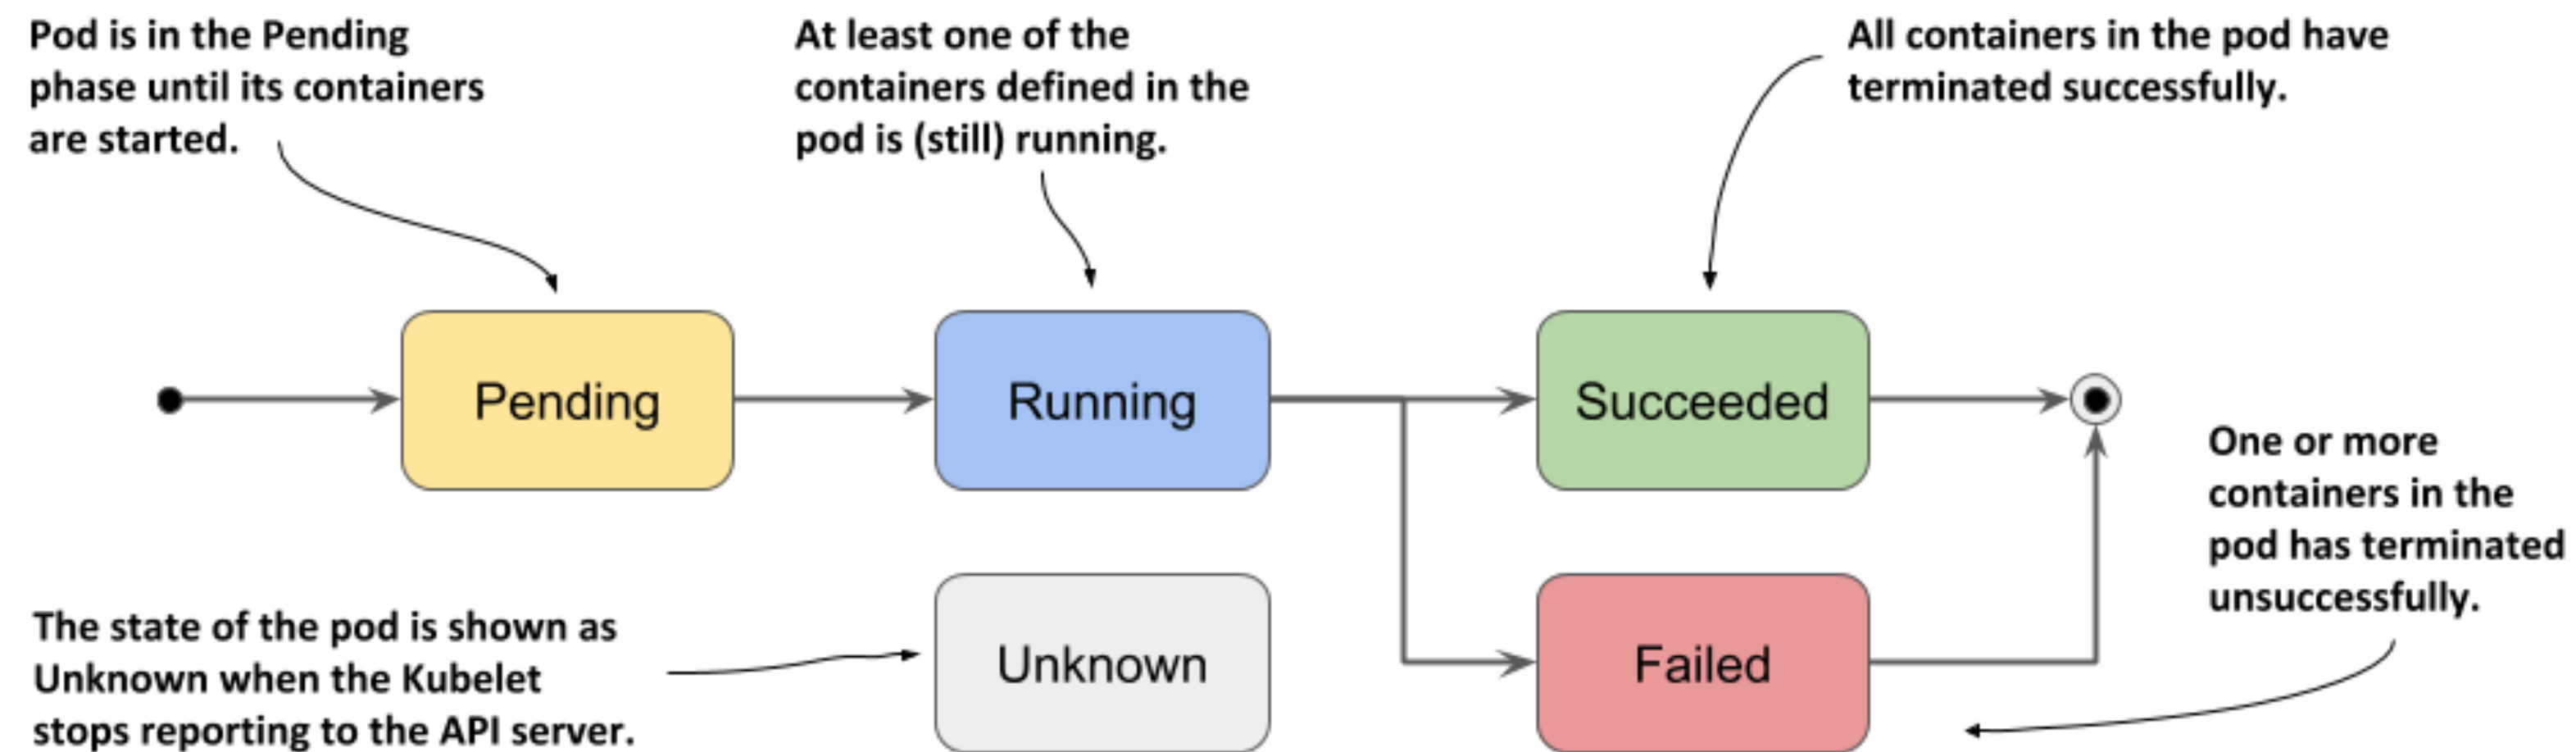 Pod is in the Pending
phase until its containers
are started.
At least one of the
containers defined in the
pod is (still) running.
All containers in the pod have
terminated successfully.
Pending
Running
Succeeded
One or more
containers in the
pod has terminated
unsuccessfully.
The state of the pod is shown as
Unknown when the Kubelet
stops reporting to the API server.
Unknown
Failed